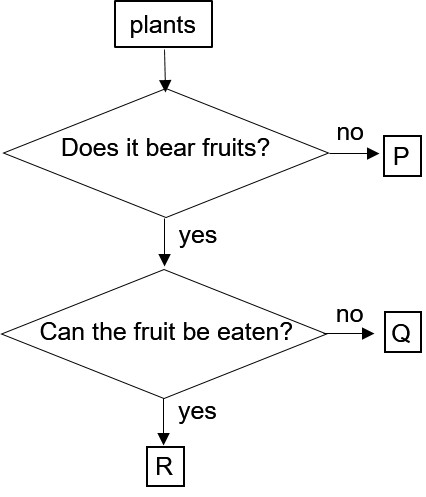 plants
Does it bear fruits?
no
P
yes
Can the fruit be eaten?
no
Q
yes
R